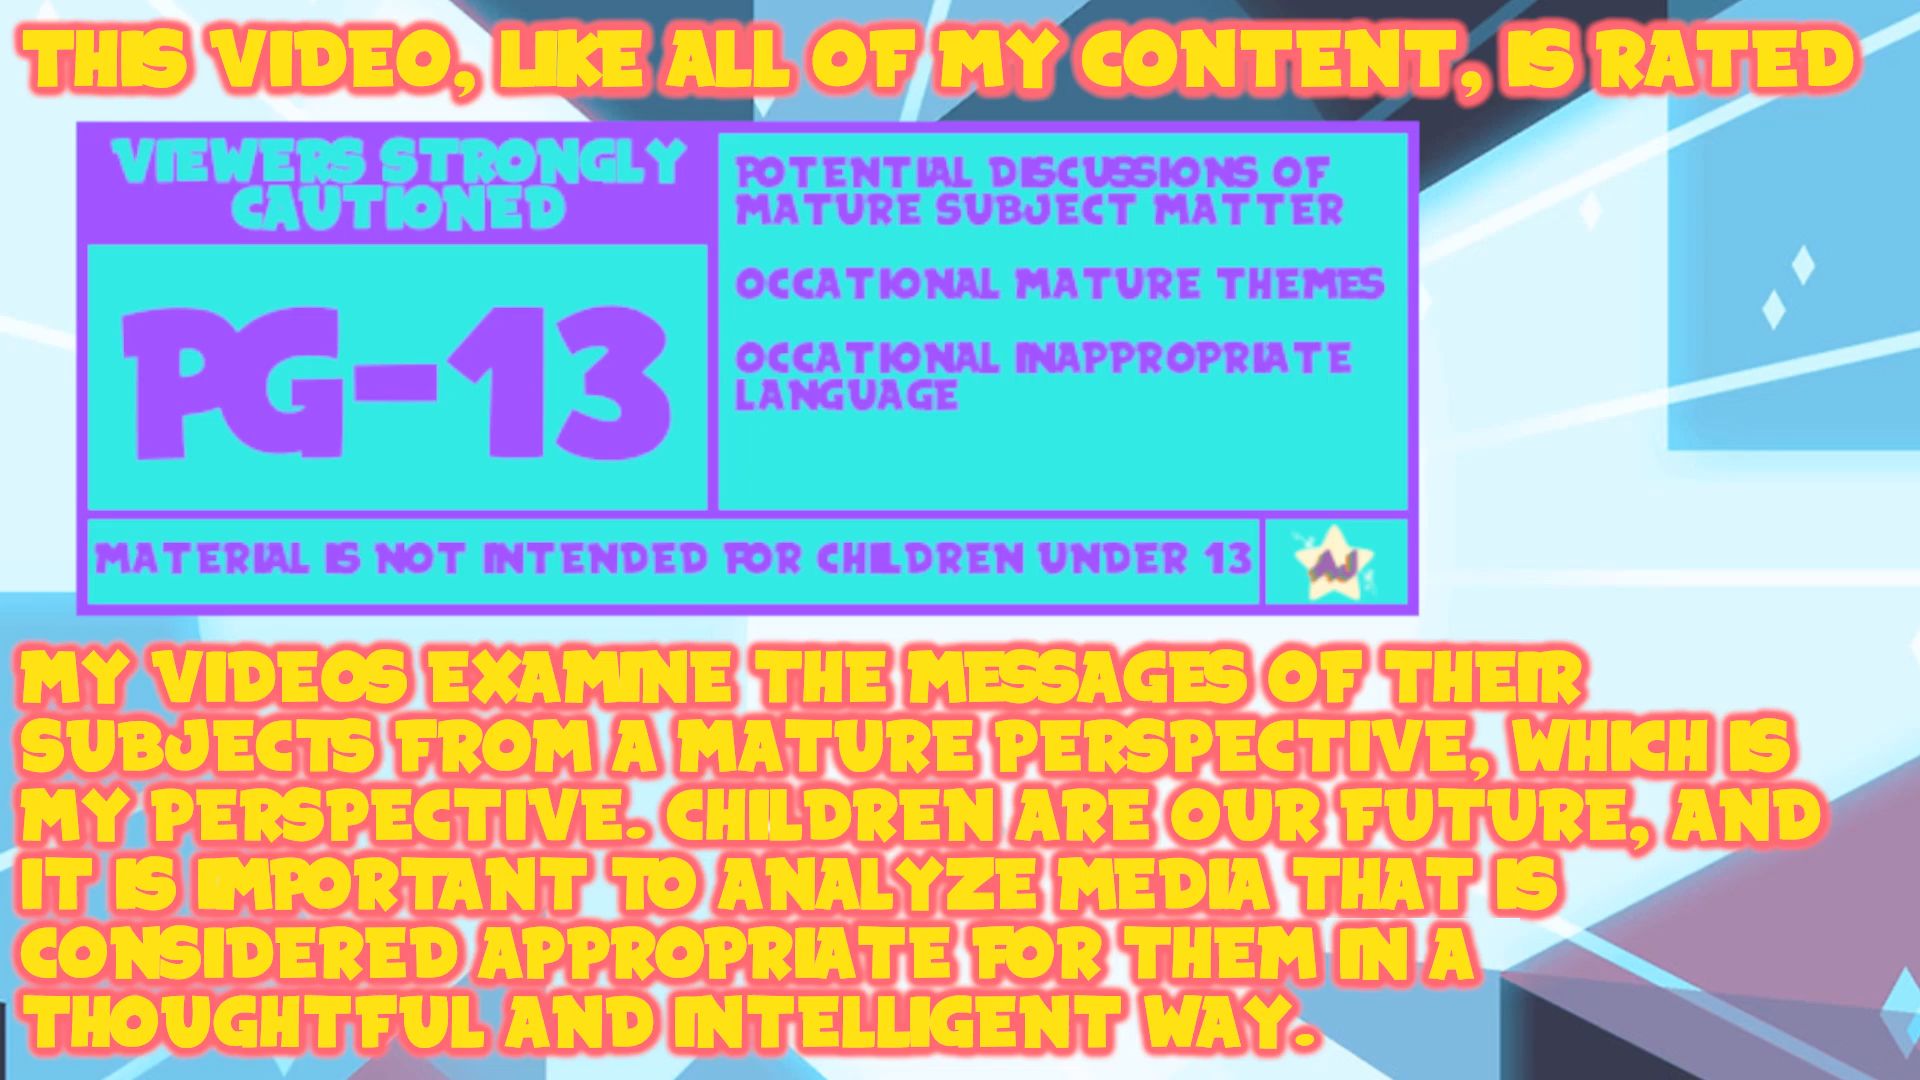 THIS VIDEO, LIKE ALL OF MY CONTENT, IS RATED
VIEWERS STRONGLY
CAUTIONED
PG-13
POTENTIAL DISCUSSIONS OF
MATURE SUBJECT MATTER
OCCATIONAL MATURE THEMES
OCCATIONAL INAPPROPRIATE
LANGUAGE
MATERIAL IS NOT INTENDED FOR CHILDREN UNDER 13
AJ
MY VIDEOS EXAMINE THE MESSAGES OF THEIR
SUBJECTS FROM A MATURE PERSPECTIVE, WHICH IS
MY PERSPECTIVE. CHILDREN ARE OUR FUTURE, AND
IT IS IMPORTANT TO ANALYZE MEDIA THAT IS
CONSIDERED APPROPRIATE FOR THEM IN A
THOUGHTFUL AND INTELLIGENT WAY.